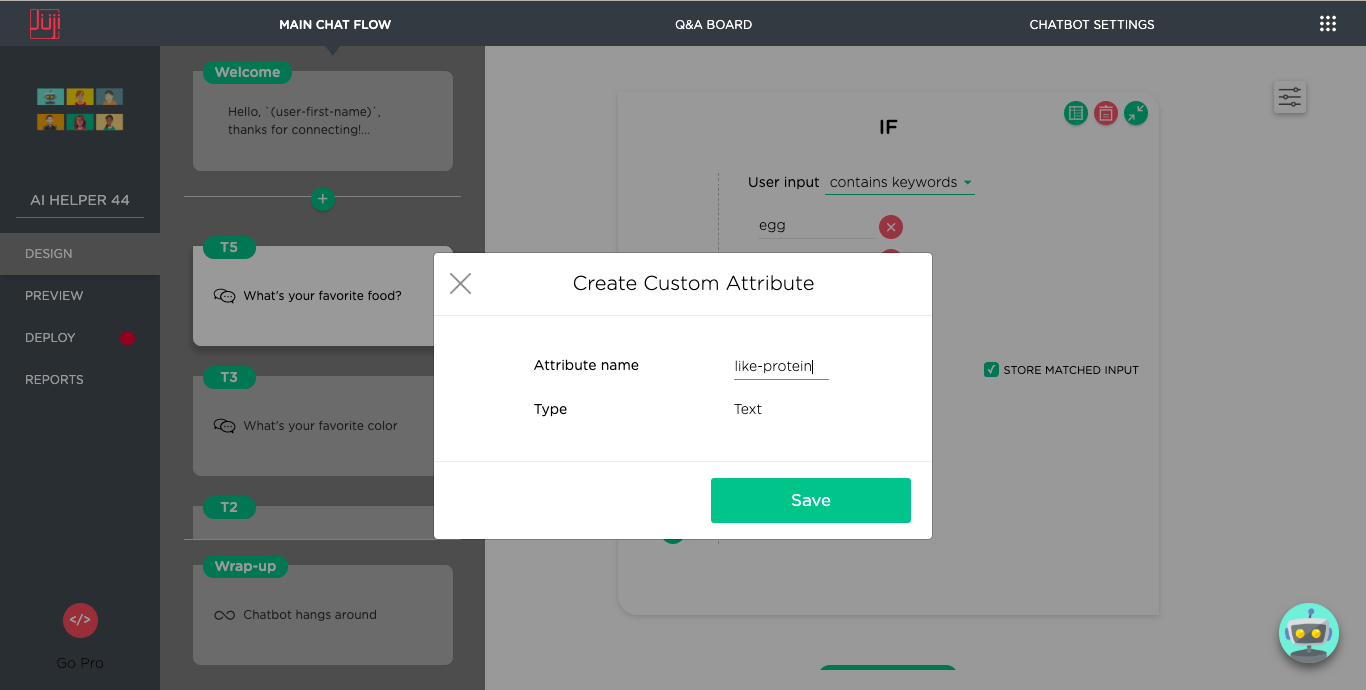 Juji
MAIN CHAT FLOW
Q&A BOARD
CHATBOT SETTINGS
AI HELPER 44
DESIGN
PREVIEW
DEPLOY
REPORTS
</>
Go Pro
Welcome
Hello, `(user-first-name)`,
thanks for connecting!...
+
T5
What's your favorite food?
T3
What's your favorite color
T2
Wrap-up
Chatbot hangs around
IF
User input contains keywords
egg
STORE MATCHED INPUT
Create Custom Attribute
Attribute name like-protein
Type Text
Save